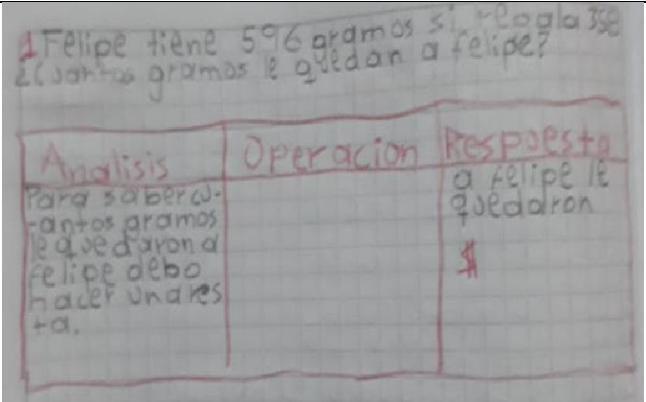 1 Felipe tiene 596 gramos si reogla 358
¿Cuantos gramos le quedan a felipe?
Analisis
Operacion
Respuesta
Para saber cu-
-antos gramos
le quedaron a
felipe debo
hacer una res
ta.
a felipe le
quedaron
$